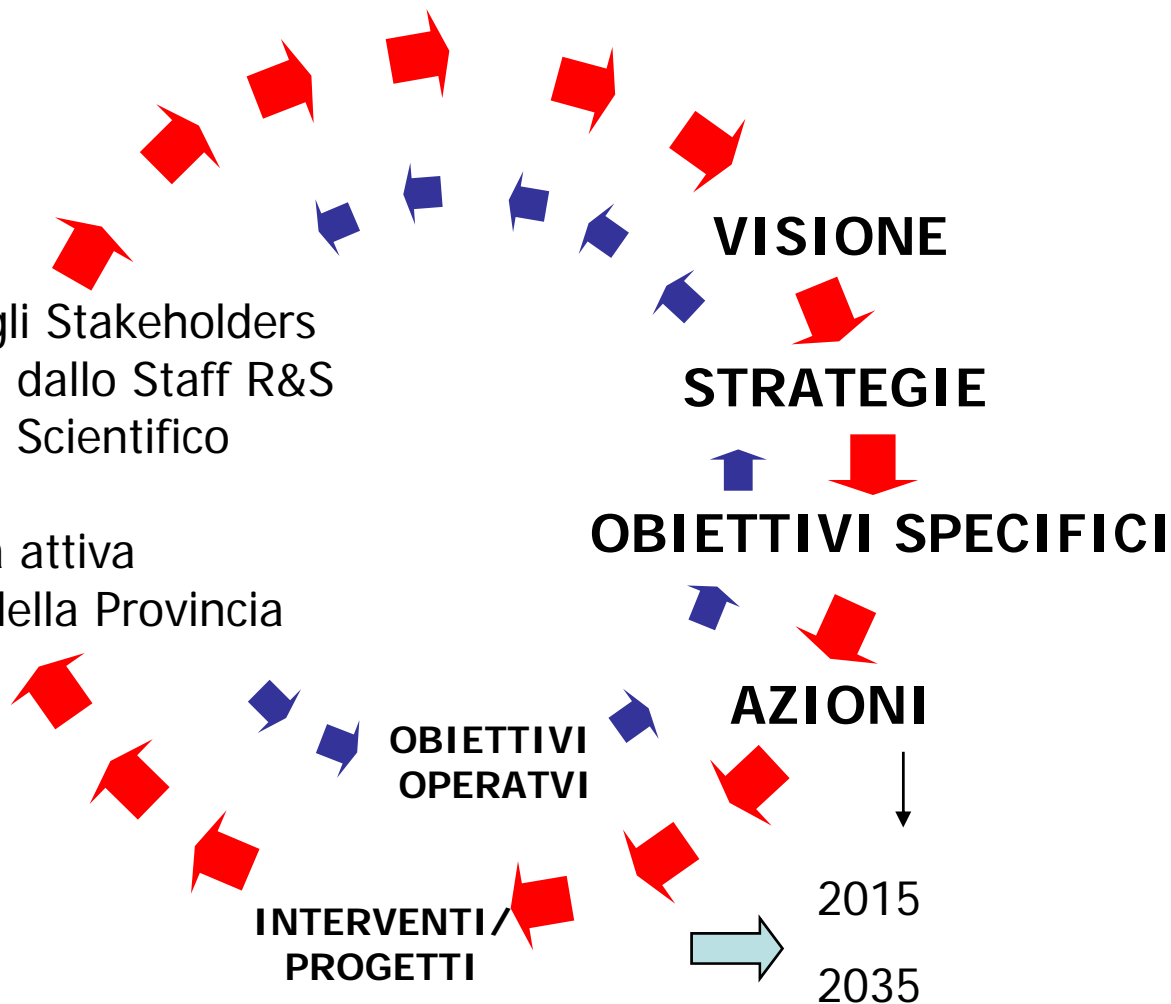 VISIONE
gli Stakeholders
dallo Staff R&S
Scientifico
STRATEGIE
OBIETTIVI SPECIFICI
attiva
della Provincia
AZIONI
OBIETTIVI
OPERATVI
INTERVENTI/
PROGETTI
2015
2035